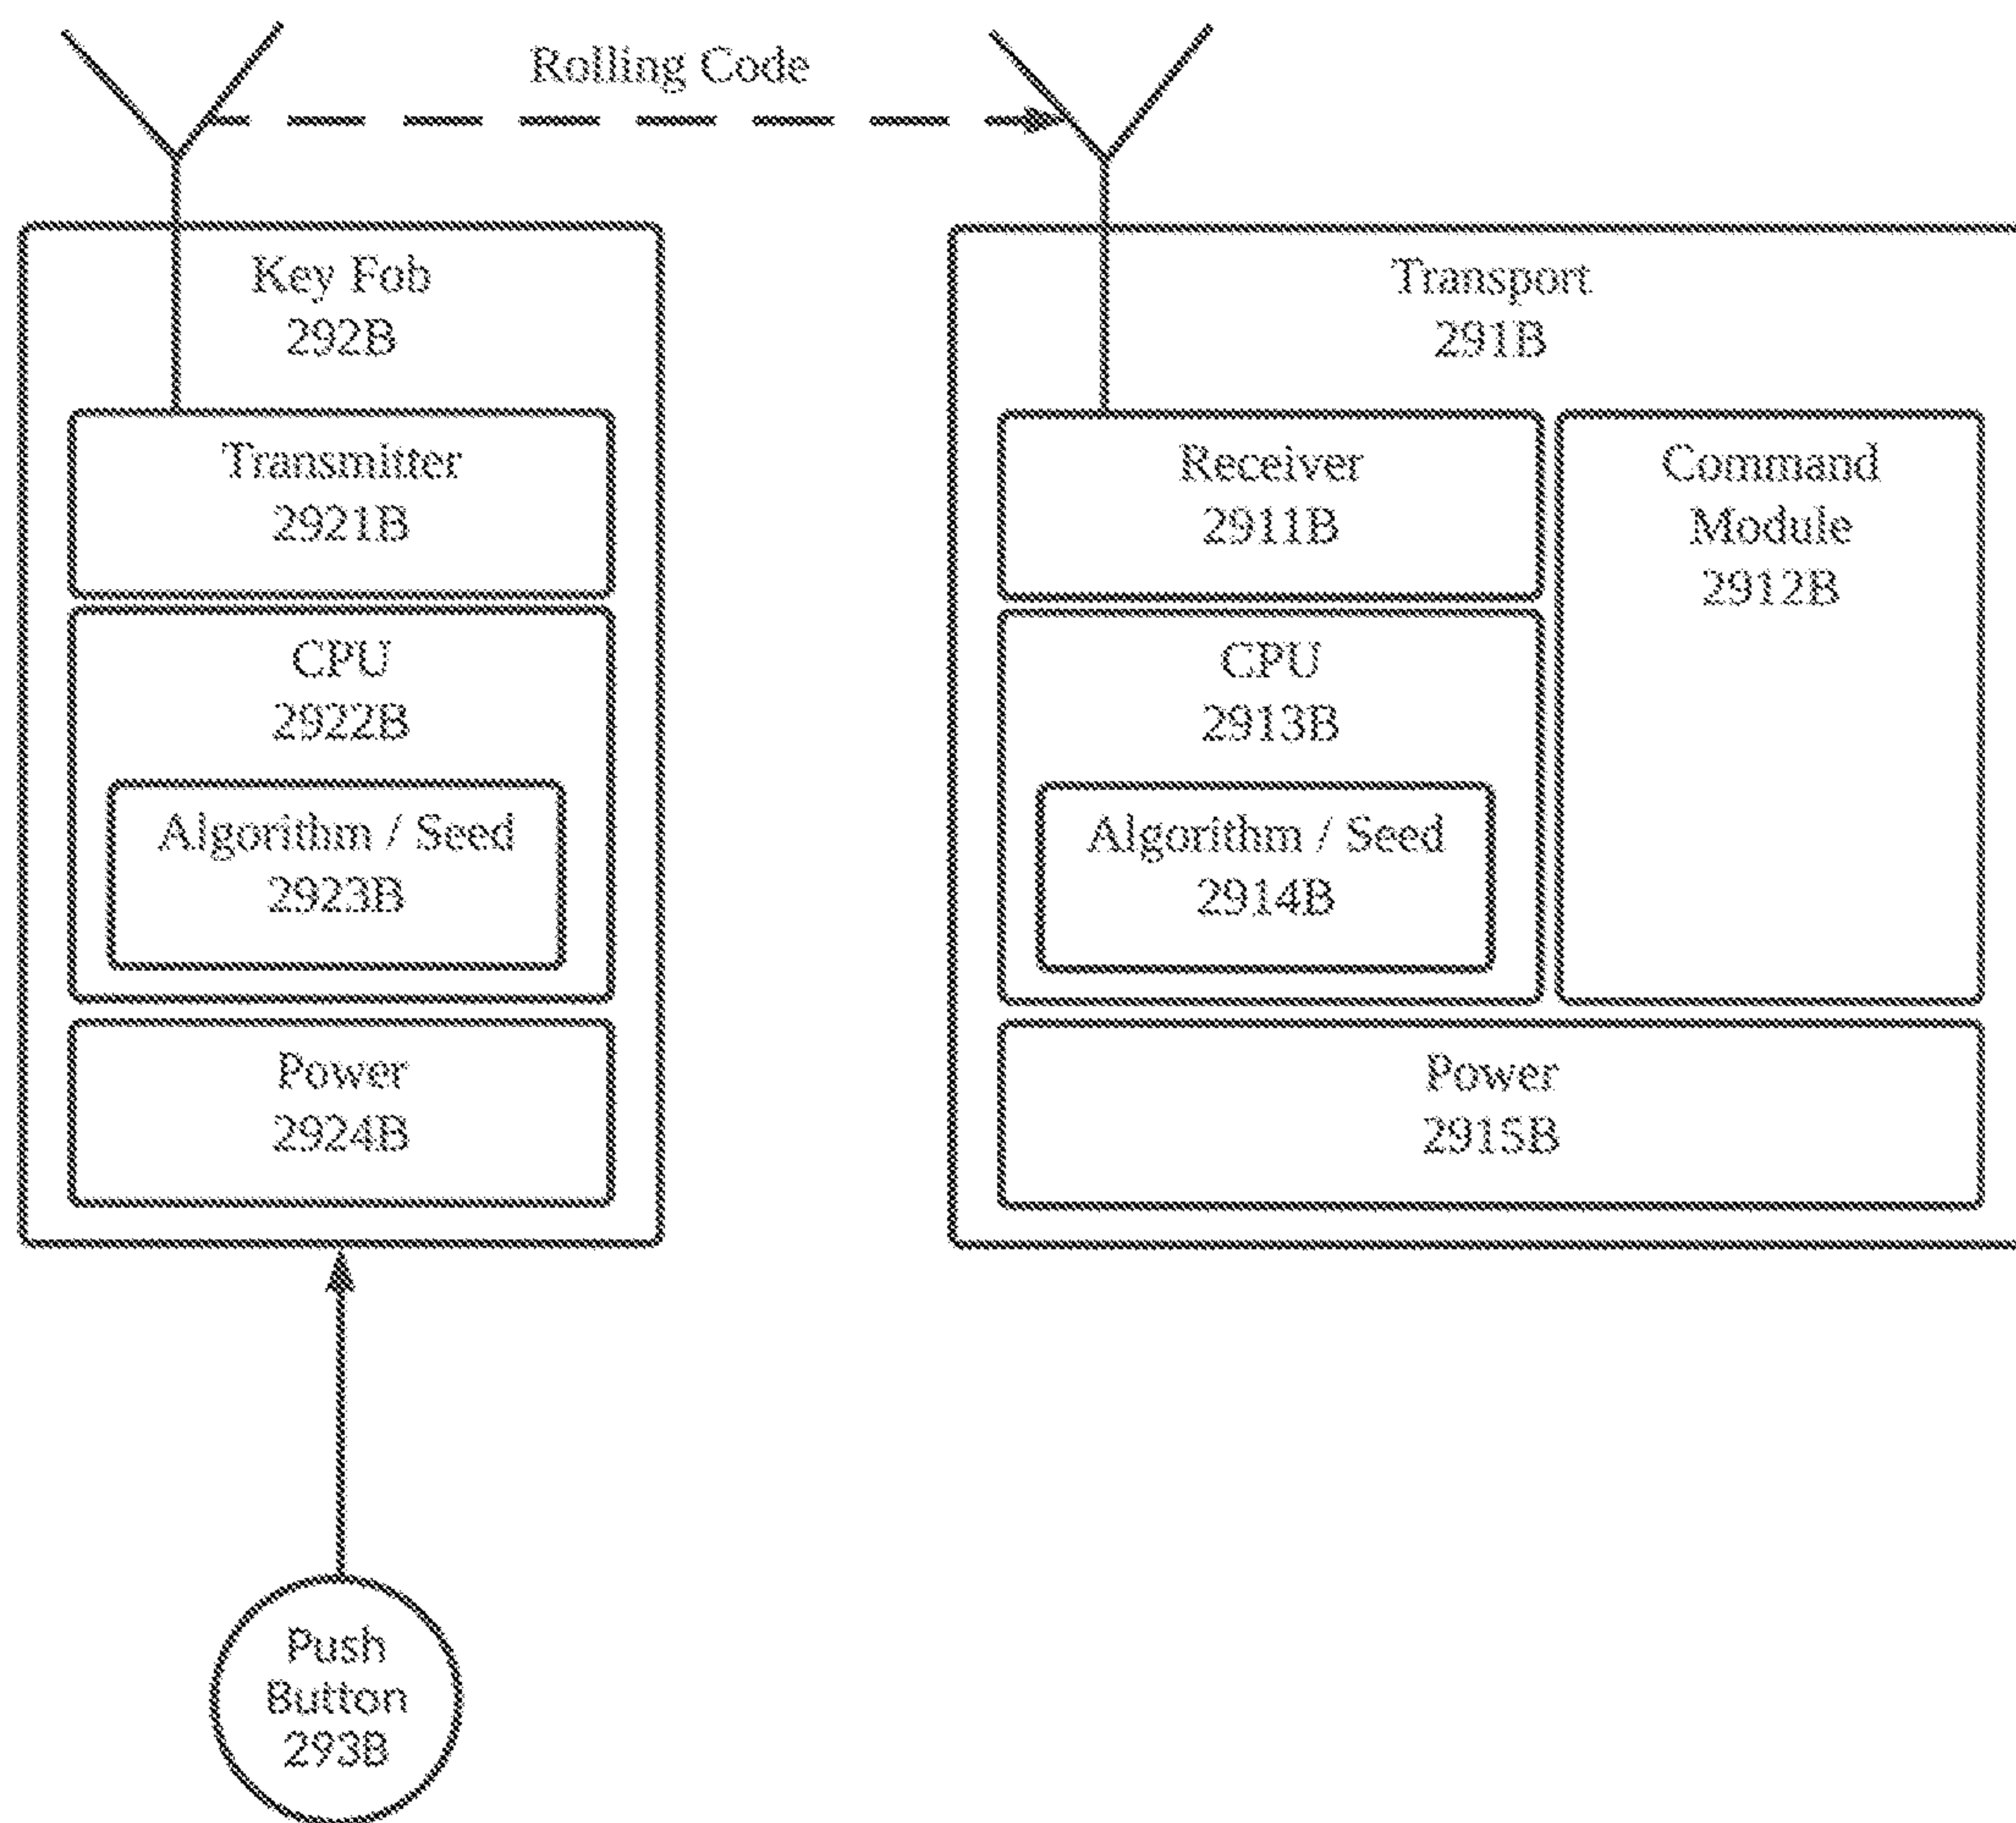 Rolling Code
Key Fob
292B
Transmitter
2921B
CPU
2922B
Algorithm / Seed
2923B
Power
2924B
Transport
291B
Receiver
2911B
Command
Module
2912B
CPU
2913B
Algorithm / Seed
2914B
Power
2915B
Push
Button
293B